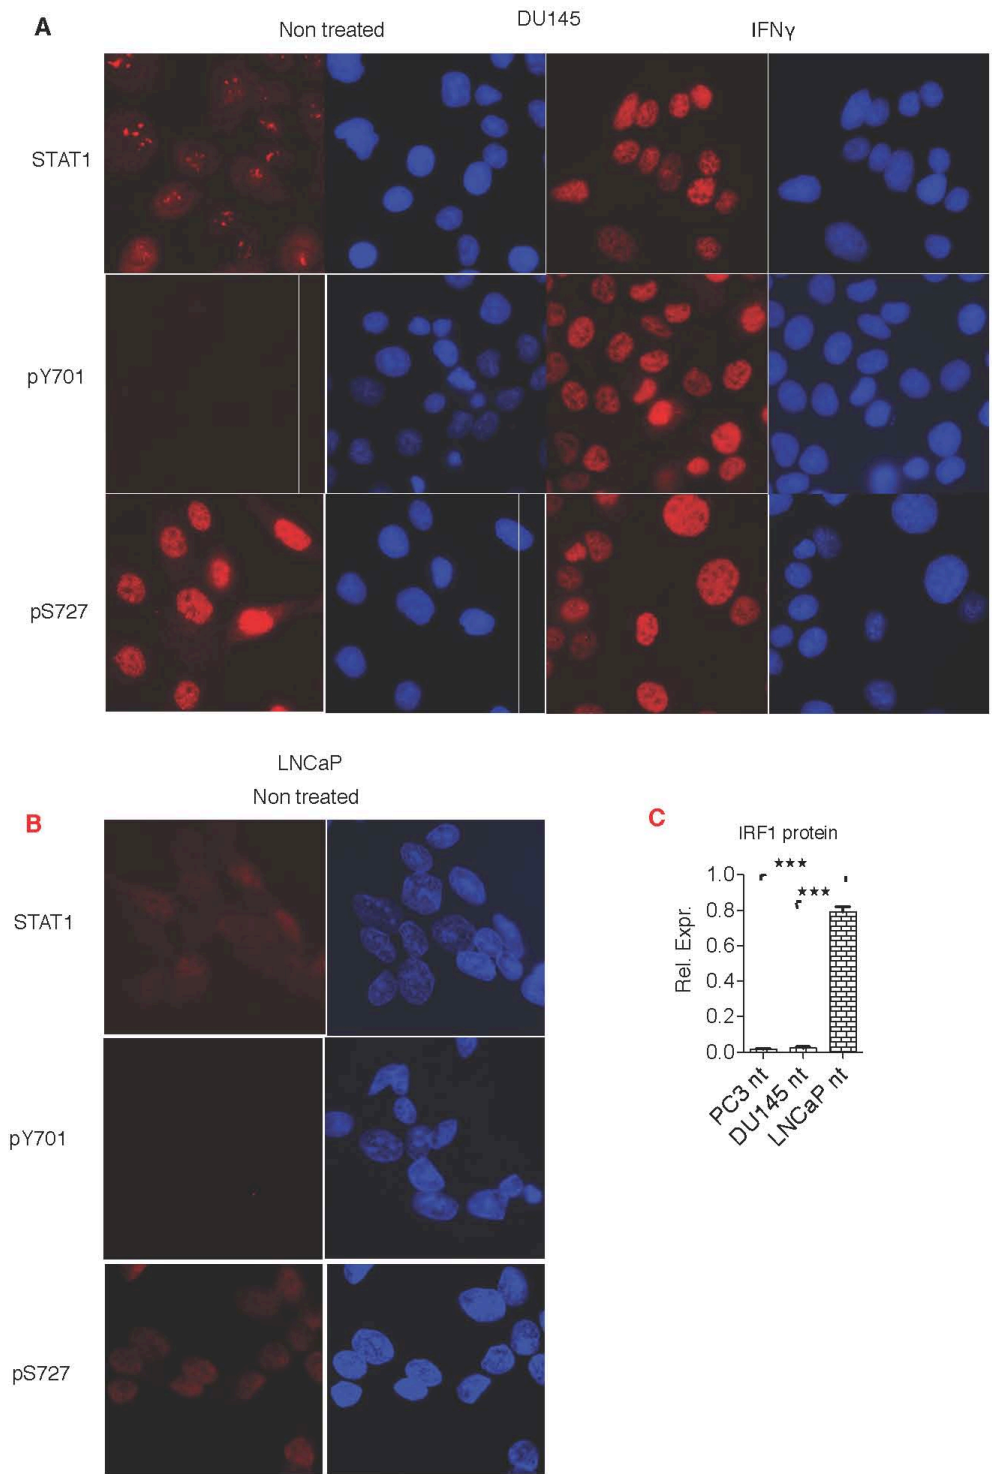 A
DU145
Non treated
IFNγ
STAT1
pY701
pS727
LNCaP
Non treated
B
STAT1
pY701
pS727
C
IRF1 protein
★★★
★★★
1.0
0.8
0.6
0.4
0.2
0.0
Rel. Expr.
PC3 nt
DU145 nt
LNCaP nt